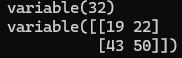 variable(32)
variable([[19 22]
          [43 50]])